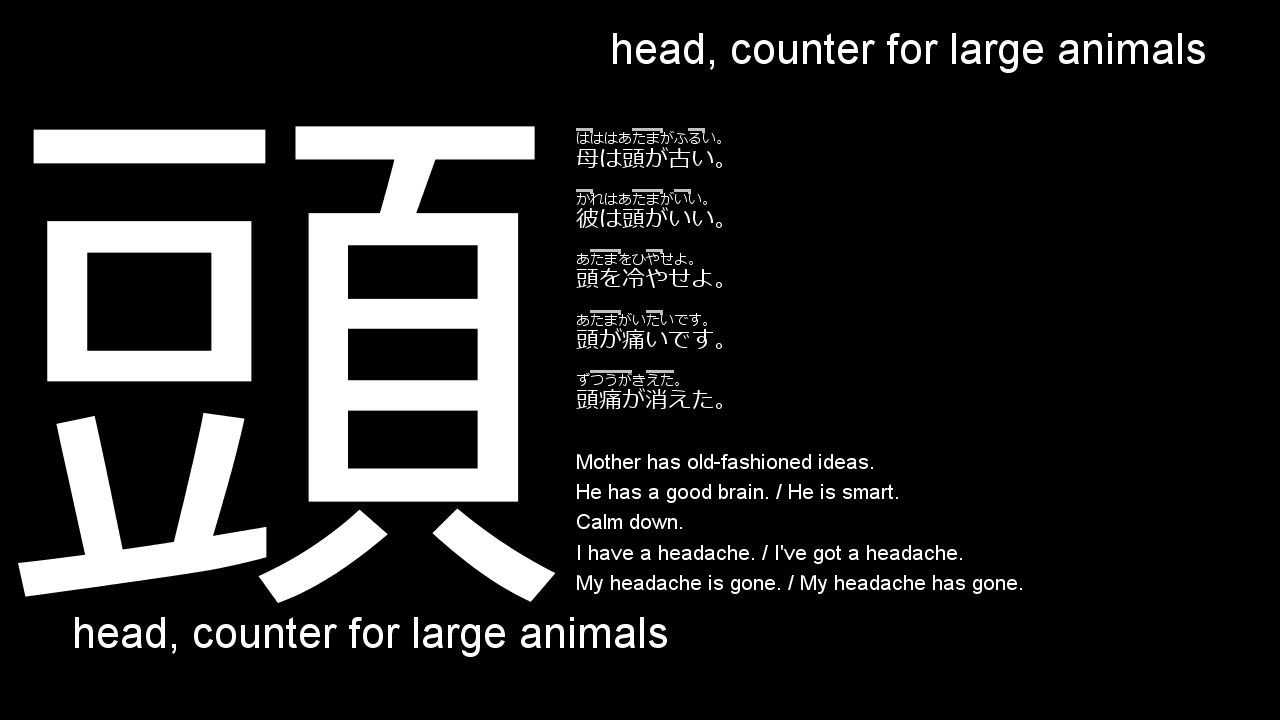 head, counter for large animals
頭
はははあたまがふるい。
母は頭が古い。
かれはあたまがいい。
彼は頭がいい。
あたまをひやせよ。
頭を冷やせよ。
あたまがいたいです。
頭が痛いです。
ずつうがきえた。
頭痛が消えた。
Mother has old-fashioned ideas.
He has a good brain. / He is smart.
Calm down.
I have a headache. / I've got a headache.
My headache is gone. / My headache has gone.
head, counter for large animals